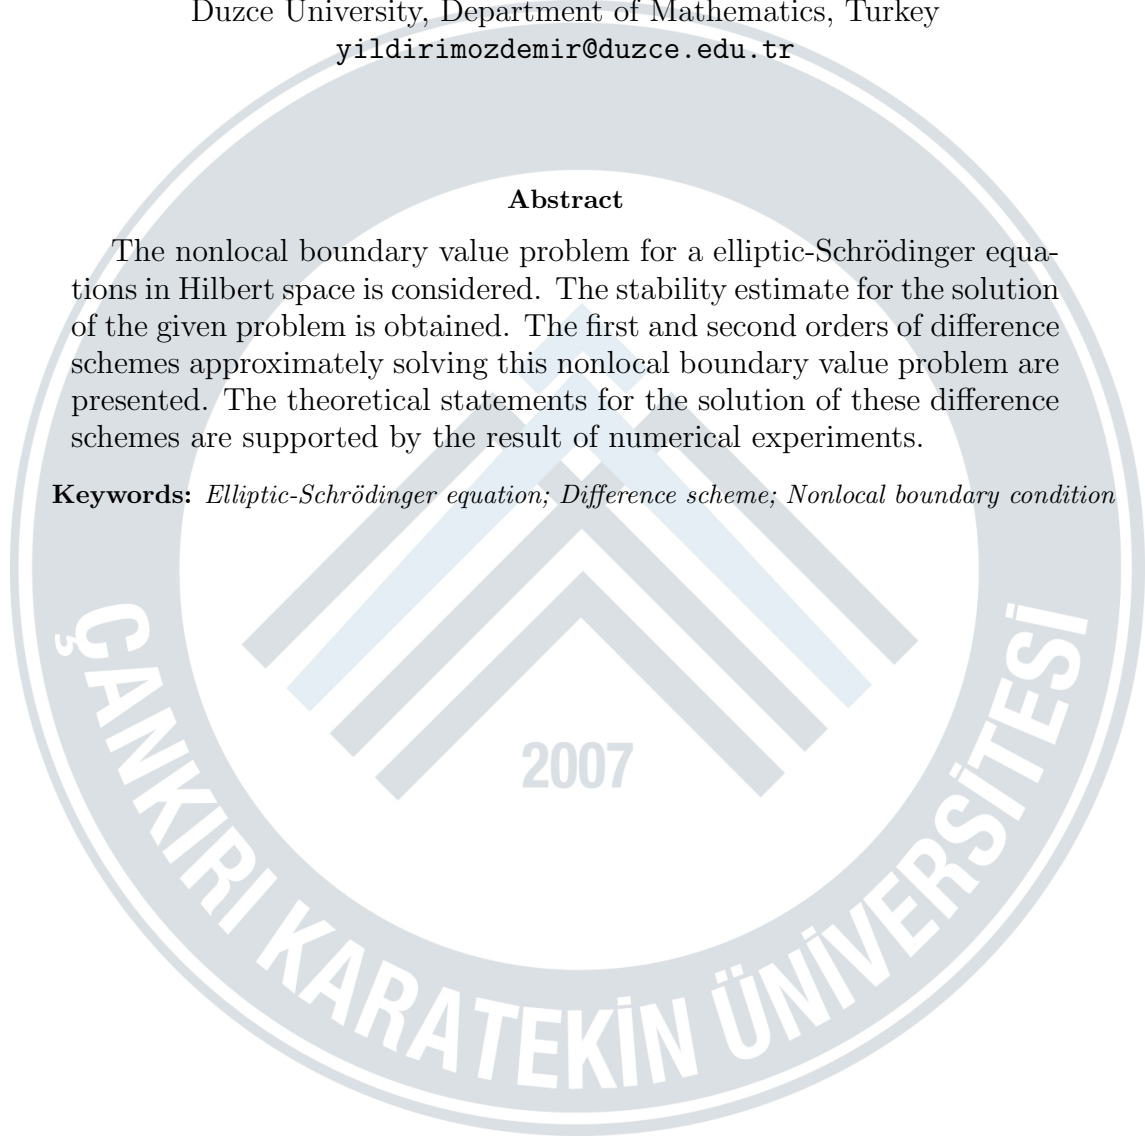 Duzce University, Department of Mathematics, Turkey
yildirimozdemir@duzce.edu.tr
Abstract
The nonlocal boundary value problem for a elliptic-Schrödinger equa-
tions in Hilbert space is considered. The stability estimate for the solution
of the given problem is obtained. The first and second orders of difference
schemes approximately solving this nonlocal boundary value problem are
presented. The theoretical statements for the solution of these difference
schemes are supported by the result of numerical experiments.
Keywords: Elliptic-Schrödinger equation; Difference scheme; Nonlocal boundary condition
2007
ÇANKIRI KARATEKİN ÜNİVERSİTESİ